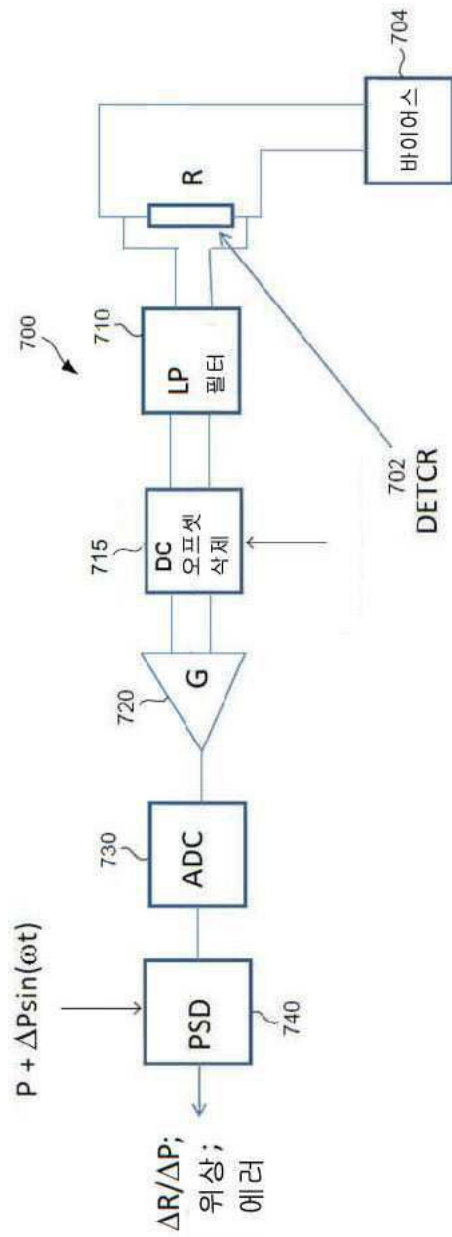 P + ΔPsin(ωt)
ΔR/ΔP;
위상;
에러
PSD
740
730
ADC
720
G
715
DC
오프셋
삭제
700
710
LP
필터
R
702
DETCR
704
바이어스